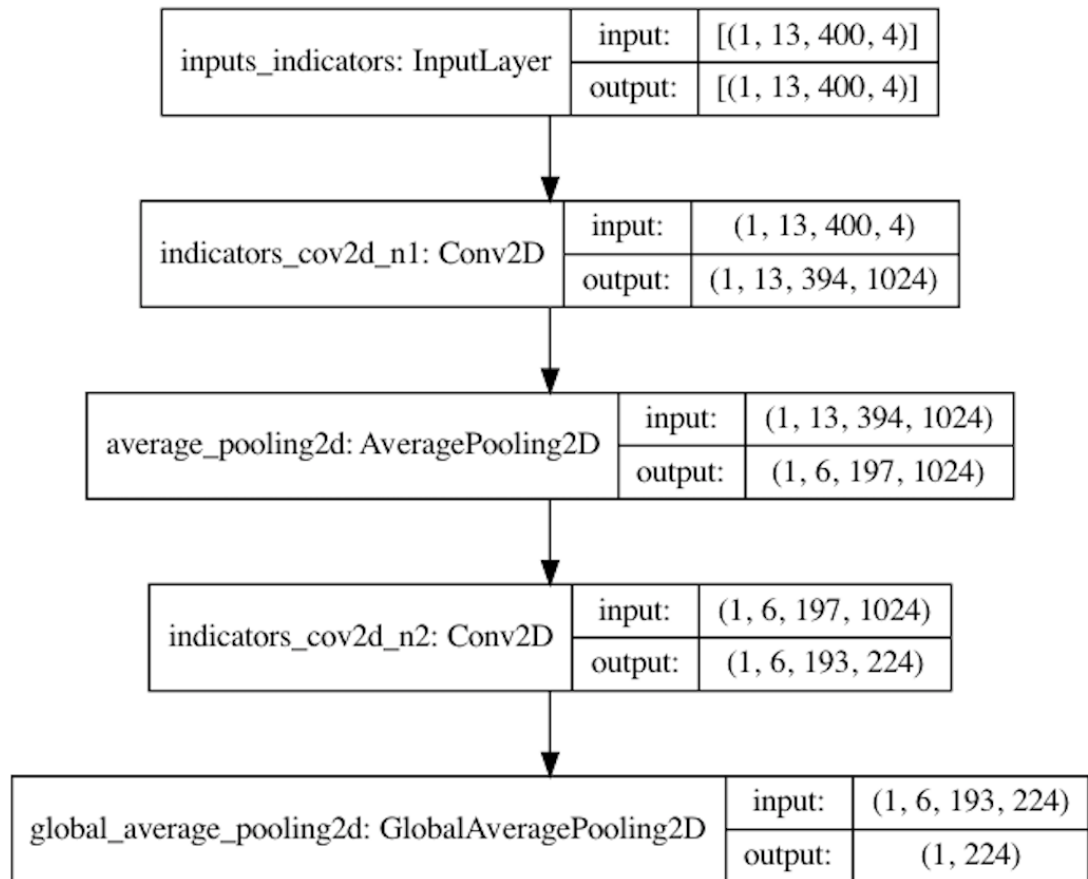 inputs_indicators: InputLayer
input:
[(1, 13, 400, 4)]
output:
[(1, 13, 400, 4)]
indicators_cov2d_n1: Conv2D
input:
(1, 13, 400, 4)
output:
(1, 13, 394, 1024)
average_pooling2d: AveragePooling2D
input:
(1, 13, 394, 1024)
output:
(1, 6, 197, 1024)
indicators_cov2d_n2: Conv2D
input:
(1, 6, 197, 1024)
output:
(1, 6, 193, 224)
global_average_pooling2d: GlobalAveragePooling2D
input:
(1, 6, 193, 224)
output:
(1, 224)